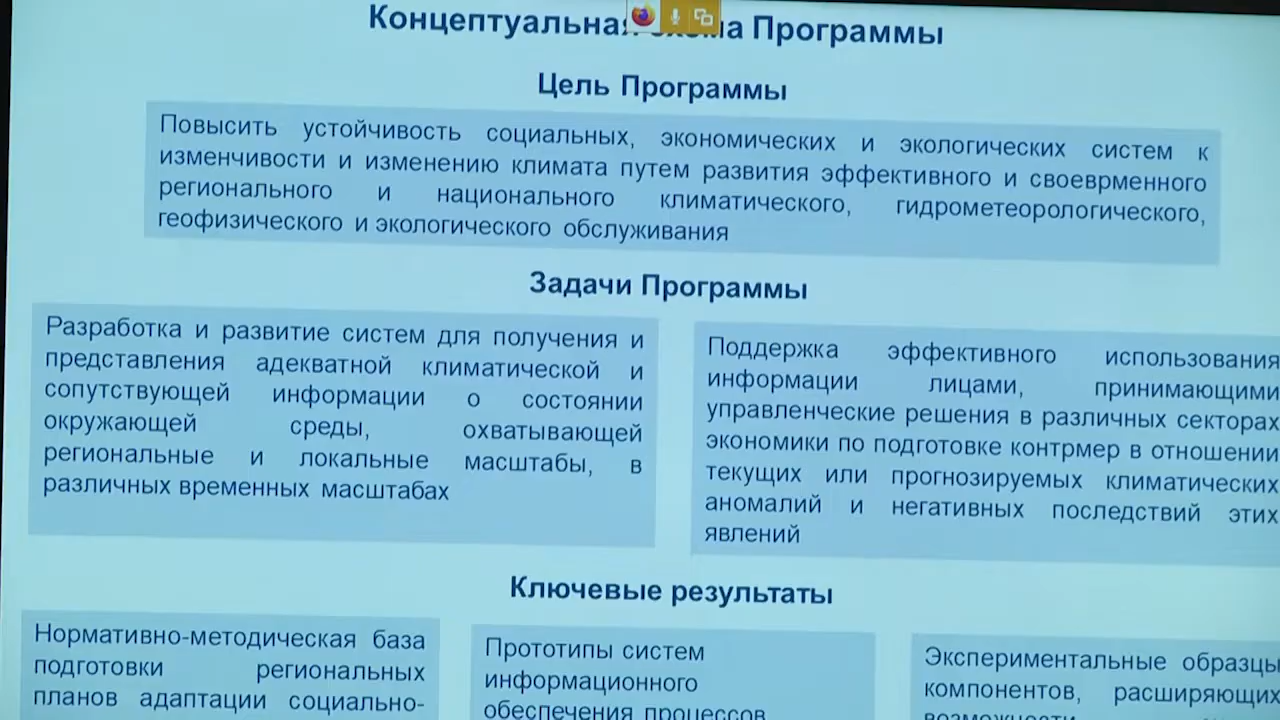 Концептуальная схема Программы
Цель Программы
Повысить устойчивость социальных, экономических и экологических систем к
изменчивости и изменению климата путем развития эффективного и своеврменного
регионального и национального климатического, гидрометеорологического,
геофизического и экологического обслуживания
Задачи Программы
Разработка и развитие систем для получения и
представления адекватной климатической и
сопутствующей информации о состоянии
окружающей среды, охватывающей
региональные и локальные масштабы, в
различных временных масштабах
Поддержка эффективного использования
информации лицами, принимающими
управленческие решения в различных секторах
экономики по подготовке контрмер в отношении
текущих или прогнозируемых климатических
аномалий и негативных последствий этих
явлений
Ключевые результаты
Нормативно-методическая база
подготовки региональных
планов адаптации социально-
Прототипы систем
информационного
обеспечения процессов
Экспериментальные образцы
компонентов, расширяющих